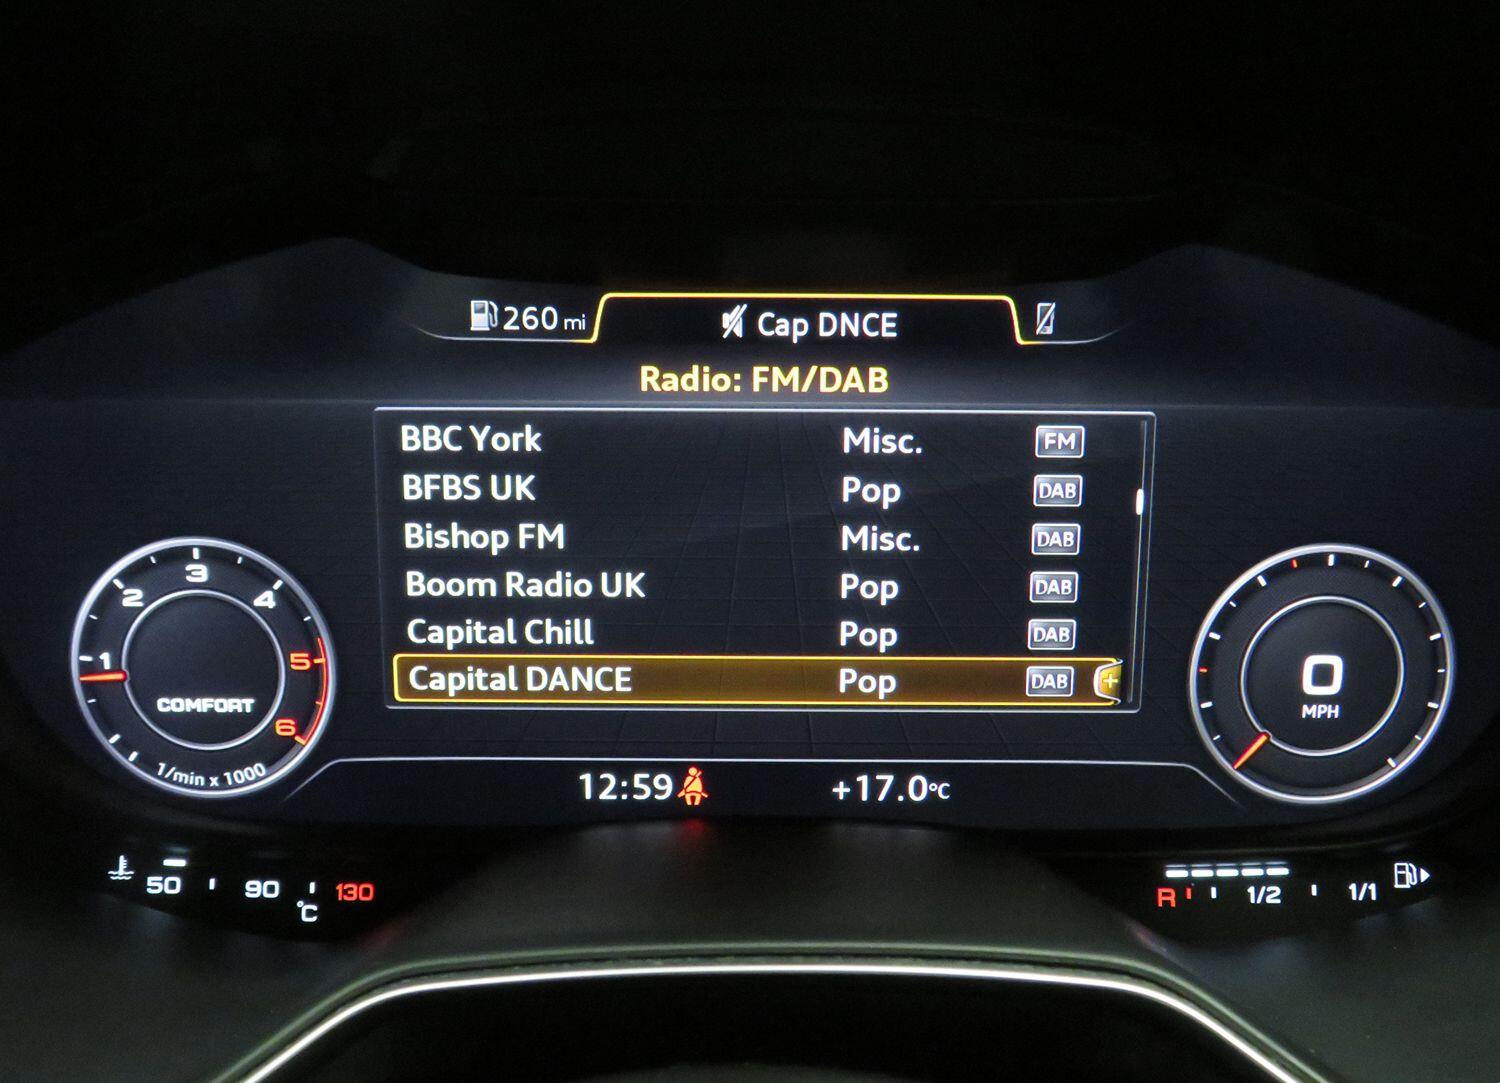 260 mi
Cap DNCE
Radio: FM/DAB
BBC York Misc. FM
BFBS UK Pop DAB
Bishop FM Misc. DAB
Boom Radio UK Pop DAB
Capital Chill Pop DAB
Capital DANCE Pop DAB +
1 2 3 4 5 6
COMFORT
1/min x 1000
0
MPH
12:59 +17.0°C
50 90 130
°C
R 1/2 1/1